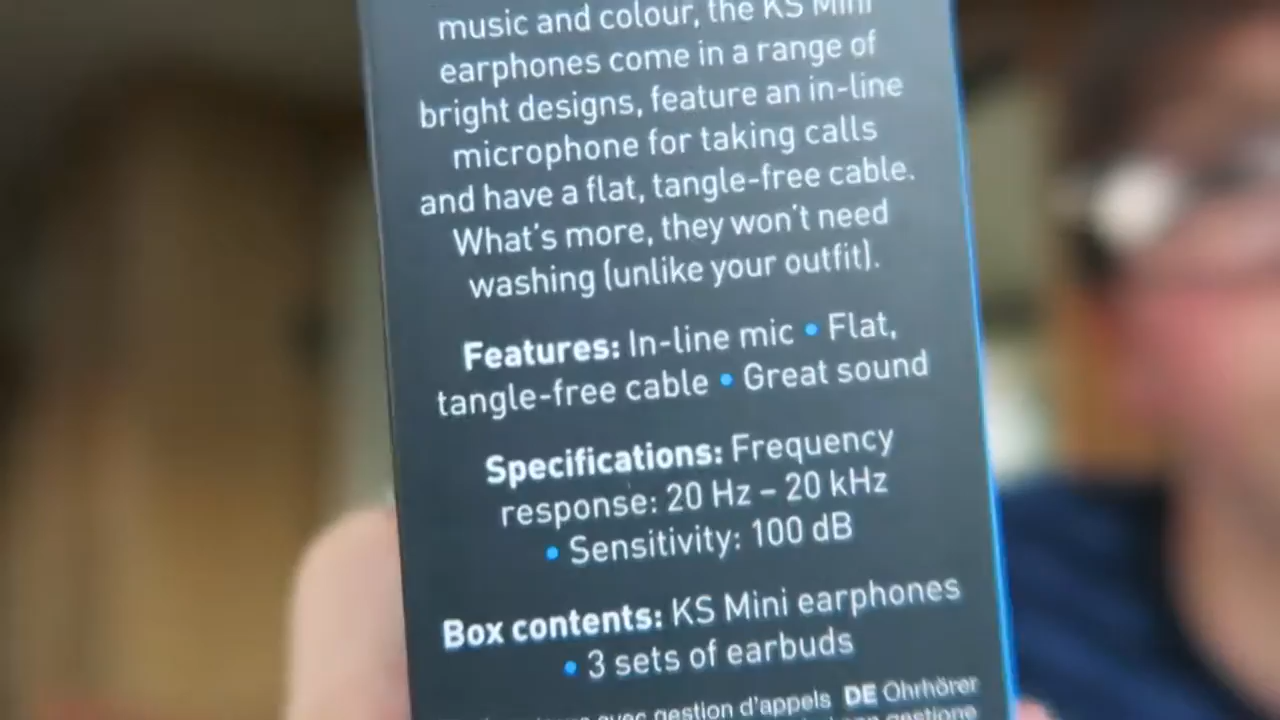 music and colour, the KS Mini
earphones come in a range of
bright designs, feature an in-line
microphone for taking calls
and have a flat, tangle-free cable.
What's more, they won't need
washing (unlike your outfit).
Features: In-line mic • Flat,
tangle-free cable • Great sound
Specifications: Frequency
response: 20 Hz – 20 kHz
• Sensitivity: 100 dB
Box contents: KS Mini earphones
• 3 sets of earbuds
avec gestion d'appels DE Ohrhörer
gestione